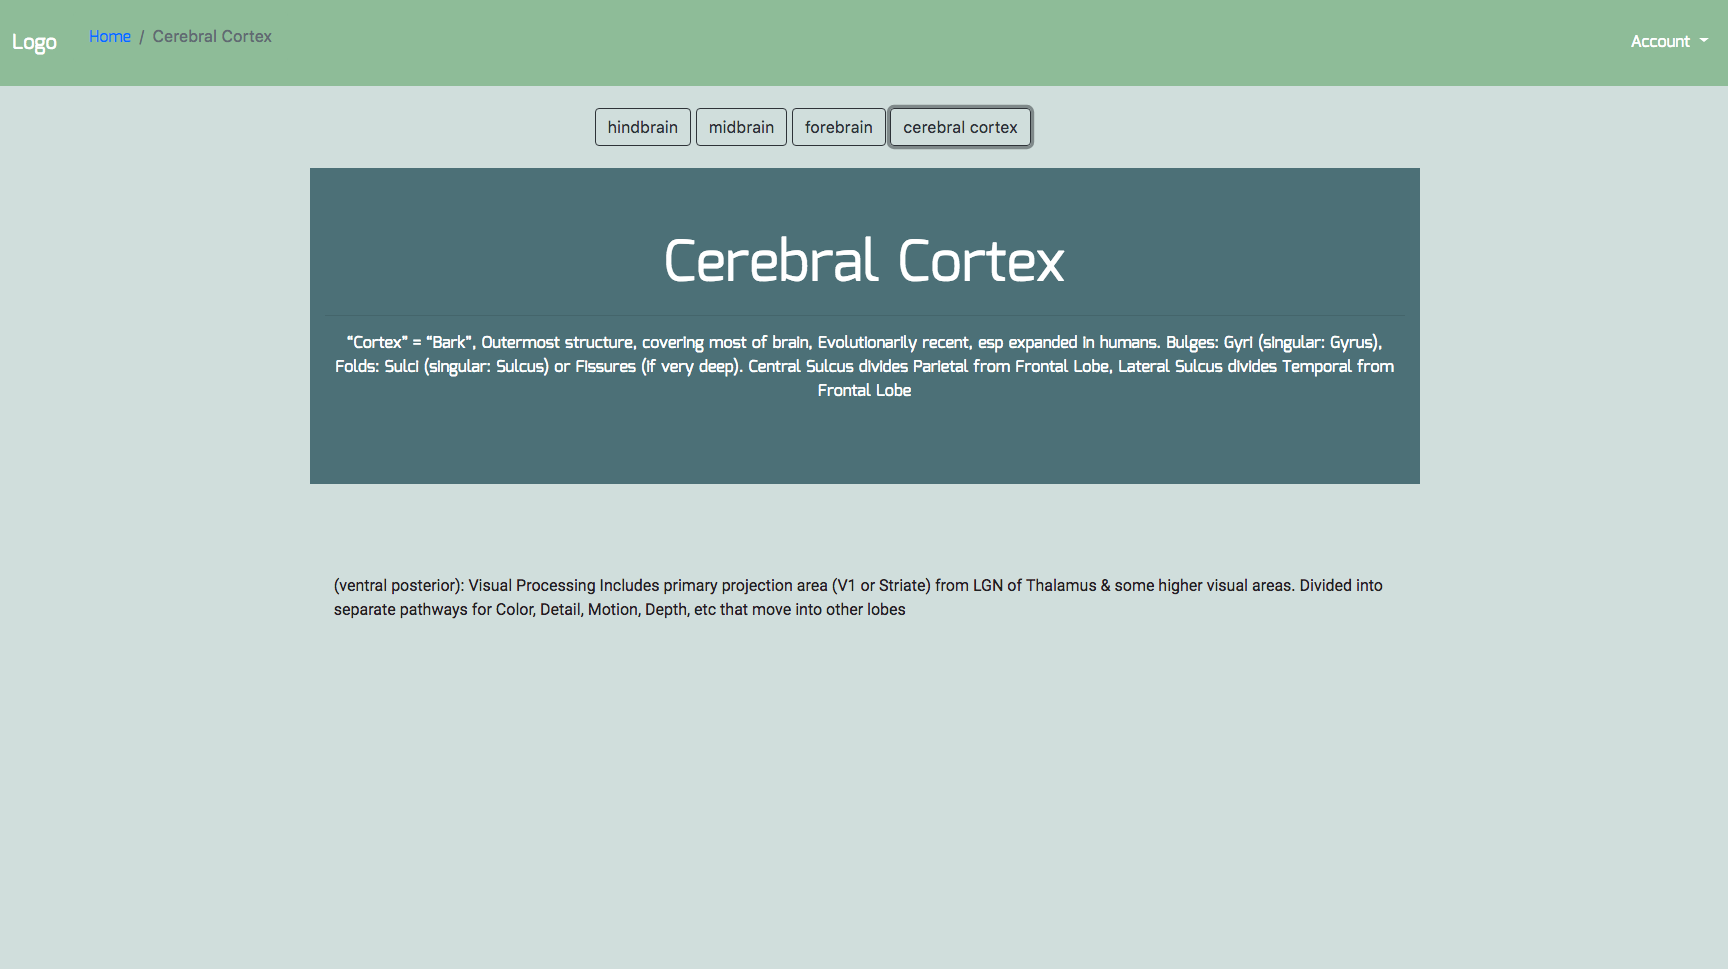 Logo
Home / Cerebral Cortex
Account
hindbrain
midbrain
forebrain
cerebral cortex
Cerebral Cortex
"Cortex" = "Bark", Outermost structure, covering most of brain, Evolutionarily recent, esp expanded in humans. Bulges: Gyri (singular: Gyrus),
Folds: Sulci (singular: Sulcus) or Fissures (if very deep). Central Sulcus divides Parietal from Frontal Lobe, Lateral Sulcus divides Temporal from
Frontal Lobe
(ventral posterior): Visual Processing Includes primary projection area (V1 or Striate) from LGN of Thalamus & some higher visual areas. Divided into
separate pathways for Color, Detail, Motion, Depth, etc that move into other lobes